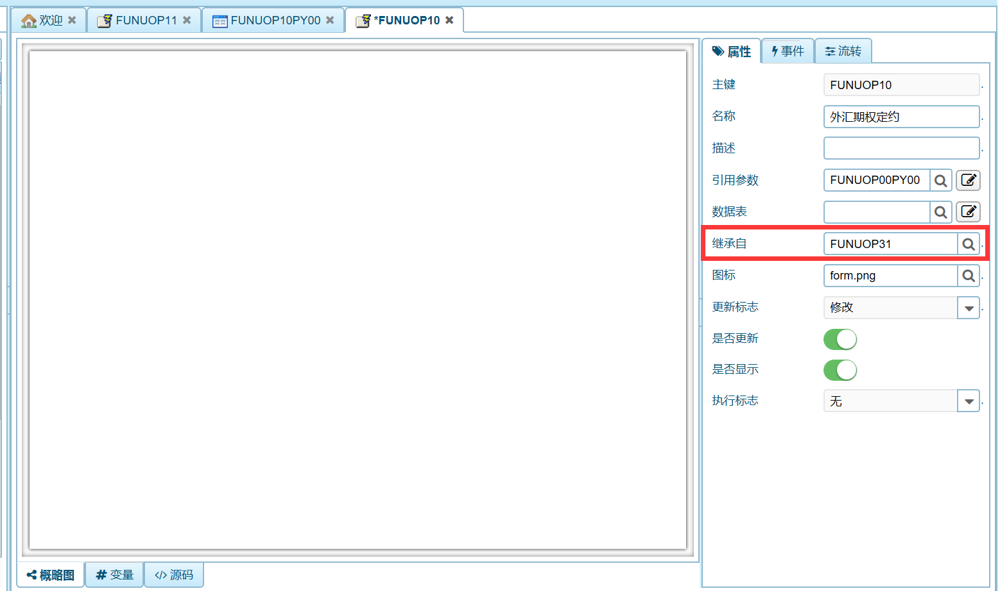 欢迎 FUNUOP11 FUNUOP10PY00 *FUNUOP10
属性 事件 流转
主键 FUNUOP10
名称 外汇期权定约
描述
引用参数 FUNUOP00PY00
数据表
继承自 FUNUOP31
图标 form.png
更新标志 修改
是否更新
是否显示
执行标志 无
概略图 # 变量 </> 源码